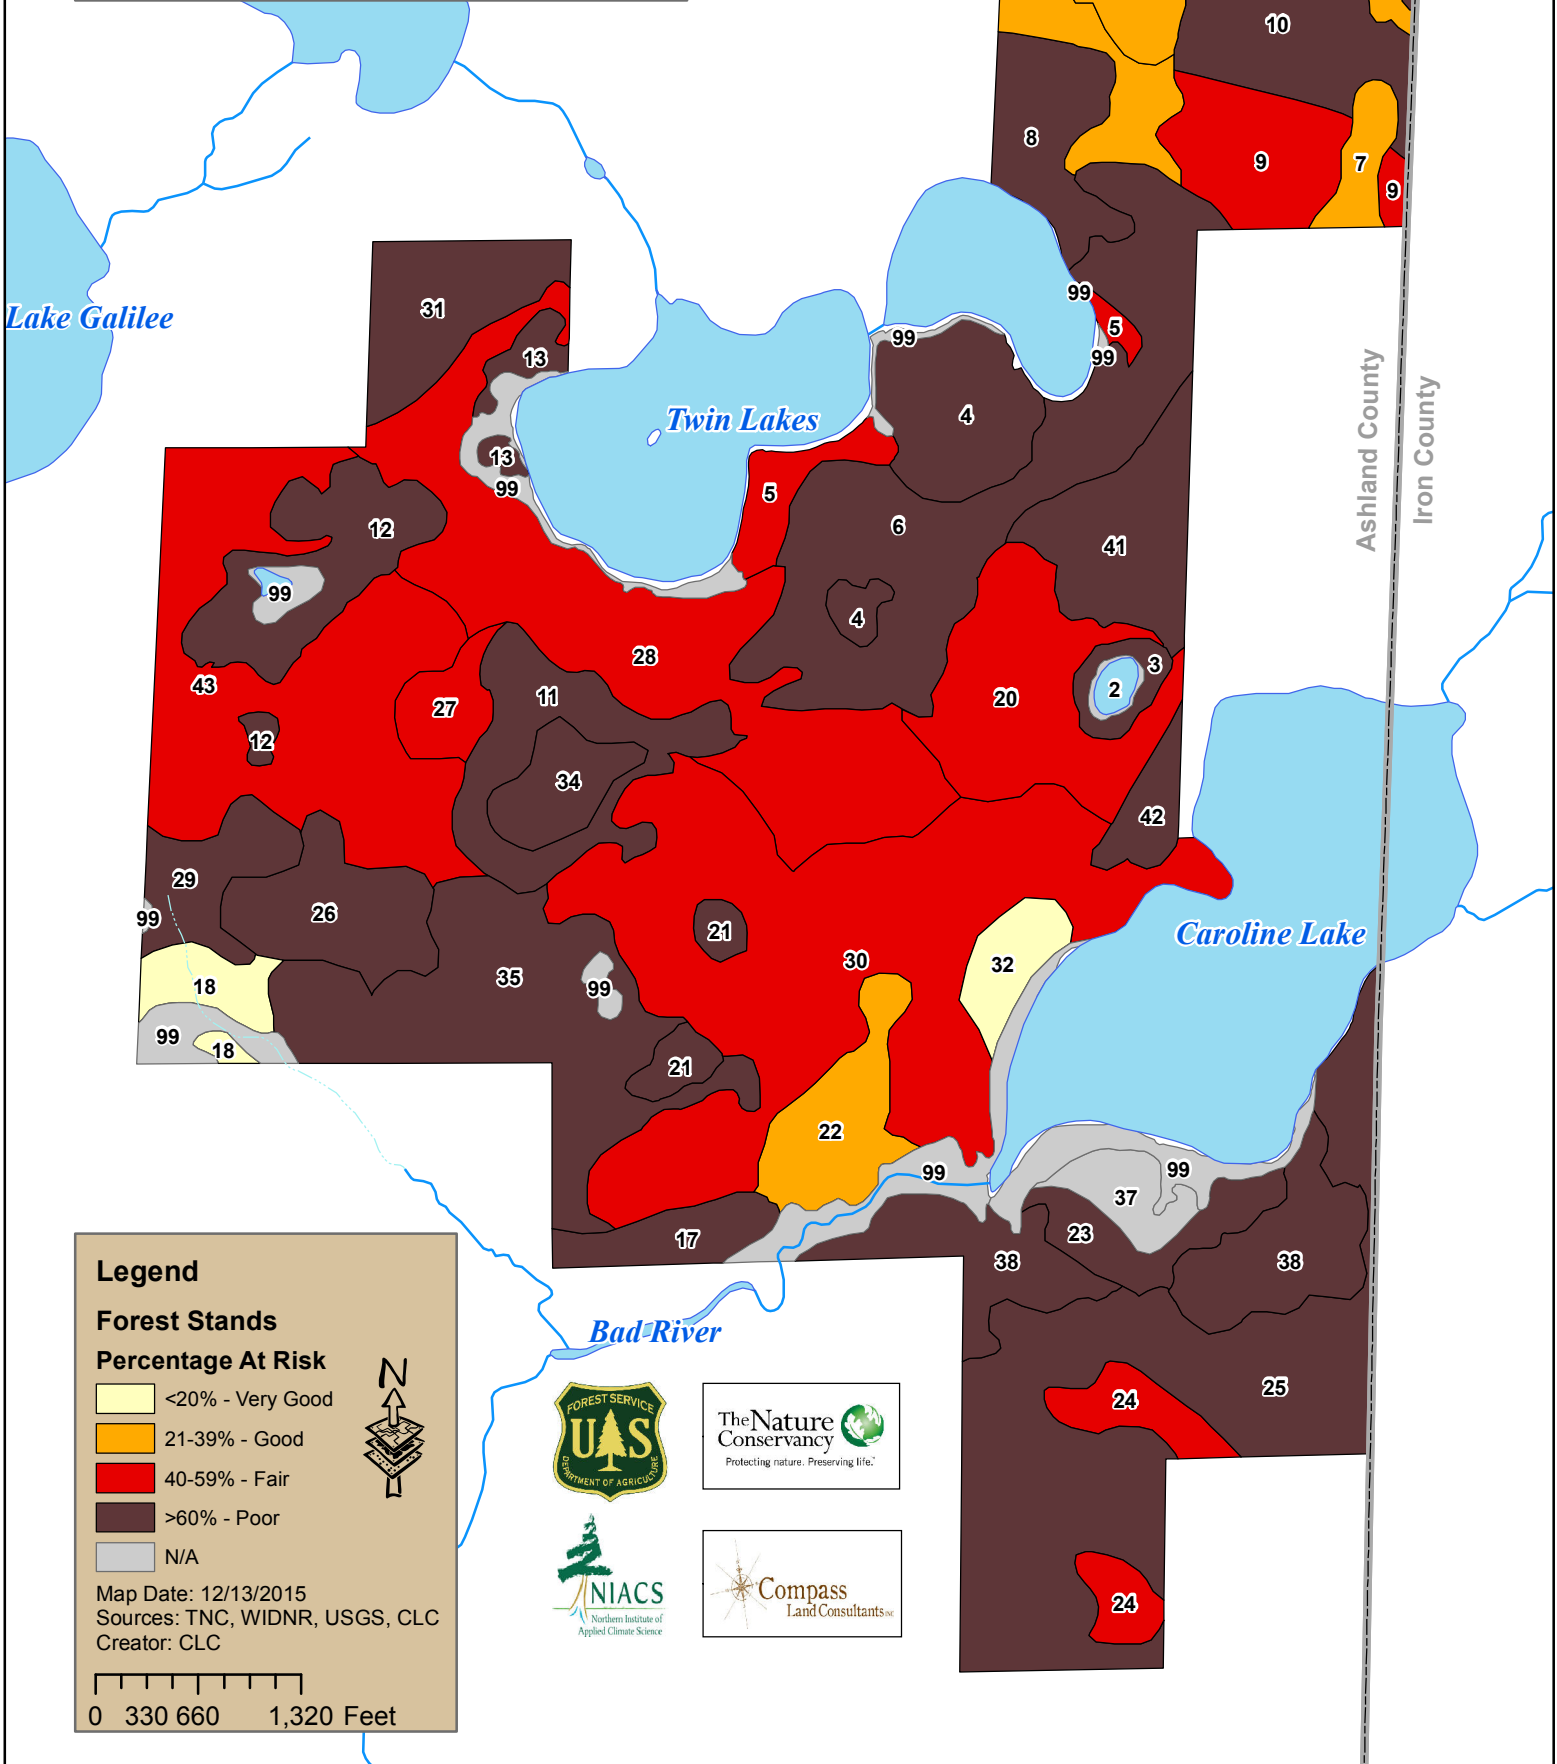 10
8
9
7
9
99
5
99
99
4
31
13
Lake Galilee
Twin Lakes
Ashland County
Iron County
13
99
5
6
12
41
99
4
28
43
27
11
20
3
2
12
34
42
29
26
99
21
Caroline Lake
18
35
99
30
32
99
18
21
22
99
99
37
17
23
38
38
25
24
24
Bad River
Legend
Forest Stands
Percentage At Risk
N
<20% - Very Good
21-39% - Good
40-59% - Fair
>60% - Poor
N/A
Map Date: 12/13/2015
Sources: TNC, WIDNR, USGS, CLC
Creator: CLC
0 330 660 1,320 Feet
FOREST SERVICE
U S
DEPARTMENT OF AGRICULTURE
The Nature
Conservancy
Protecting nature. Preserving life.™
NIACS
Northern Institute of
Applied Climate Science
Compass
Land Consultants INC